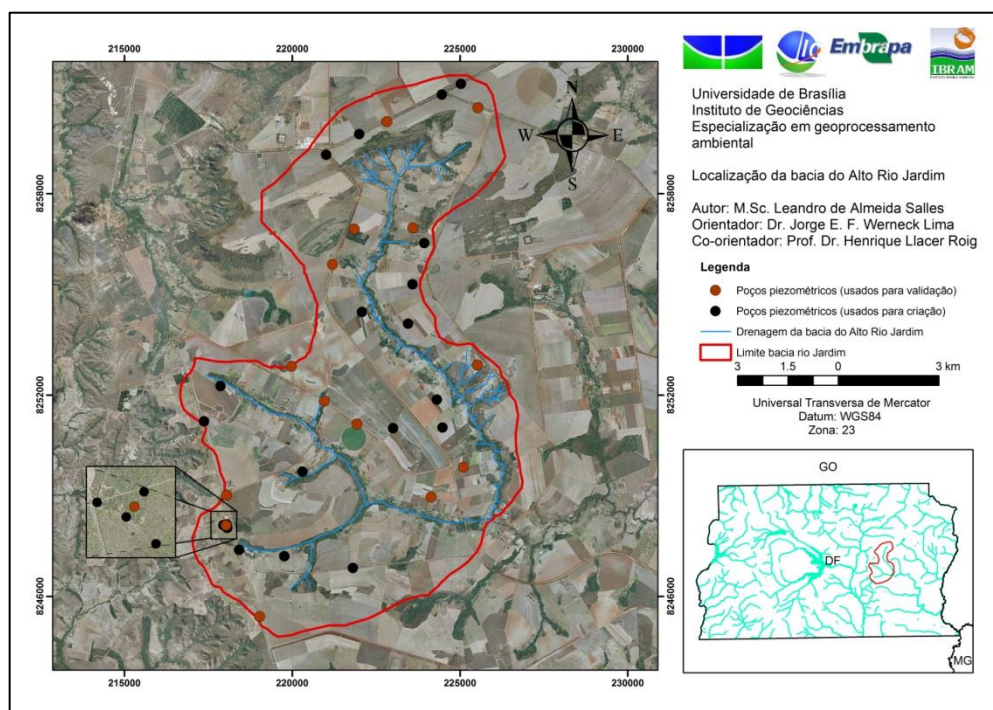 215000 220000 225000 230000
8258000
8252000
8246000
8258000
8252000
8246000
215000 220000 225000 230000
N
W E
S
Embrapa
IBRAM
Universidade de Brasília
Instituto de Geociências
Especialização em geoprocessamento
ambiental
Localização da bacia do Alto Rio Jardim
Autor: M.Sc. Leandro de Almeida Salles
Orientador: Dr. Jorge E. F. Werneck Lima
Co-orientador: Prof. Dr. Henrique Llacer Roig
Legenda
Poços piezométricos (usados para validação)
Poços piezométricos (usados para criação)
Drenagem da bacia do Alto Rio Jardim
Limite bacia rio Jardim
3 1.5 0 3 km
Universal Transversa de Mercator
Datum: WGS84
Zona: 23
GO
DF
MG